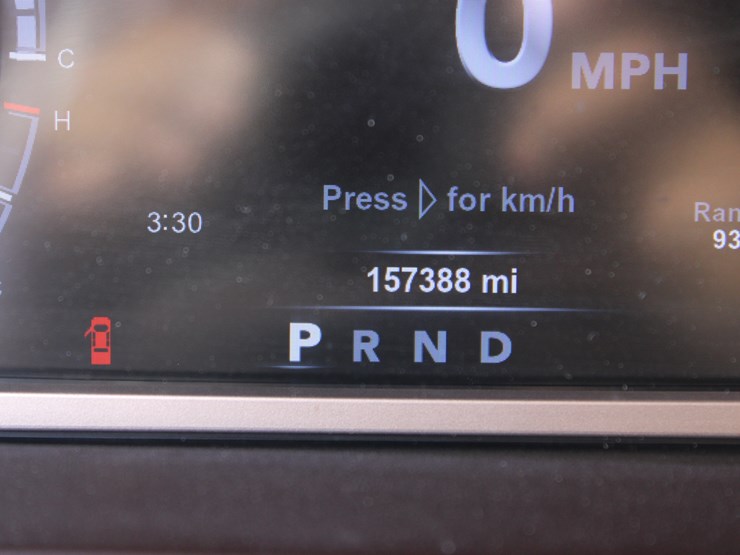 C
0 MPH
H
Press ▷ for km/h
3:30
157388 mi
P R N D